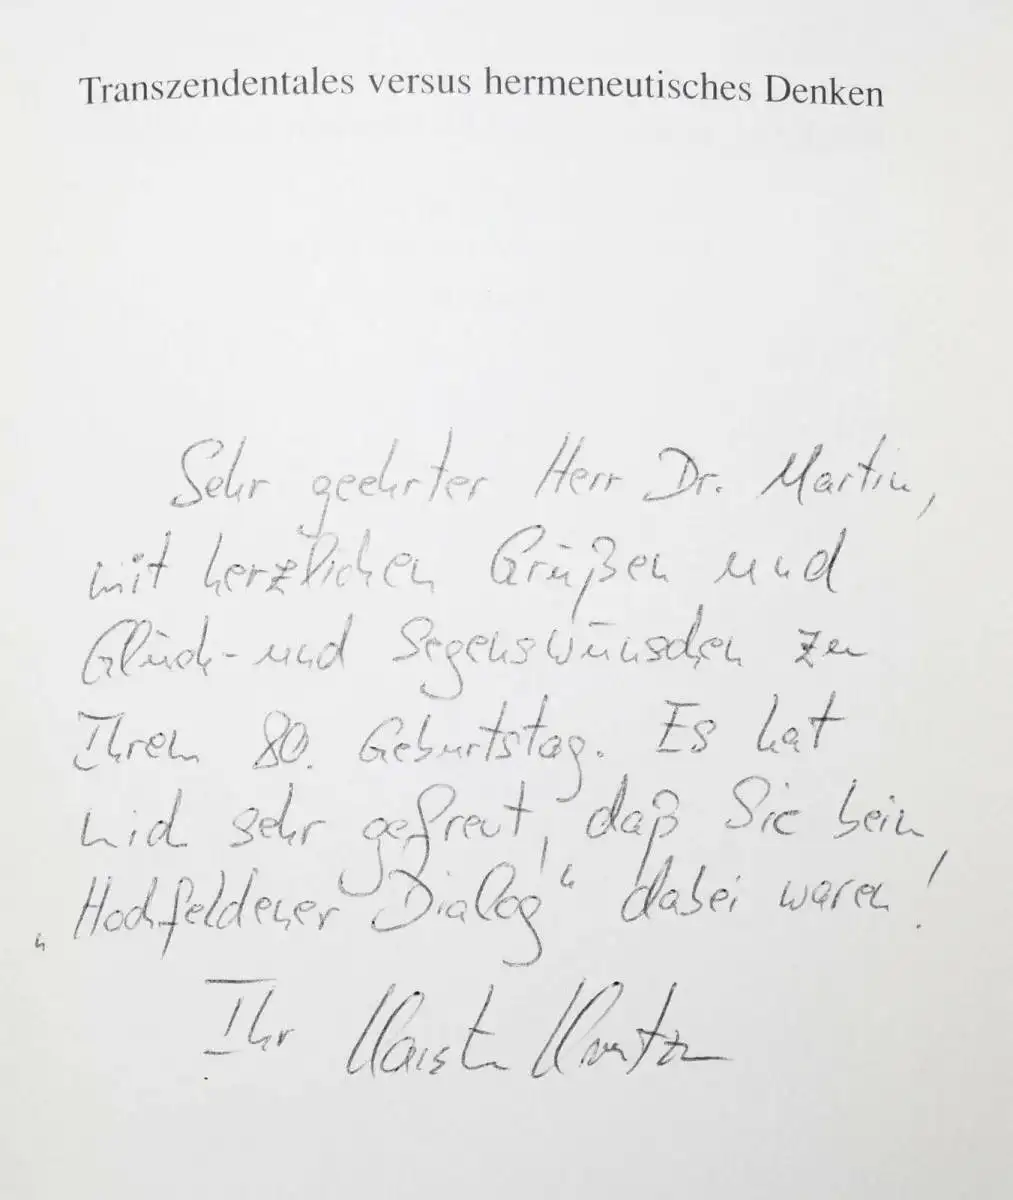 Transzendentales versus hermeneutisches Denken
Sehr geehrter Herr Dr. Martin,
mit herzlichen Grüßen und
Glück- und Segenswünschen zu
Ihrem 80. Geburtstag. Es hat
mich sehr gefreut, daß Sie beim
„Hochfeldener Dialog“ dabei waren!
Ihr